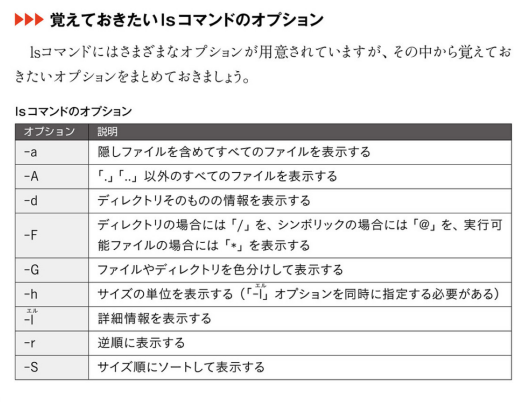 ▶▶▶ 覚えておきたいlsコマンドのオプション
lsコマンドにはさまざまなオプションが用意されていますが、その中から覚えてお
きたいオプションをまとめておきましょう。
lsコマンドのオプション
オプション 説明
-a 隠しファイルを含めてすべてのファイルを表示する
-A 「.」「..」以外のすべてのファイルを表示する
-d ディレクトリそのものの情報を表示する
-F ディレクトリの場合には「/」を、シンボリックの場合には「@」を、実行可
能ファイルの場合には「*」を表示する
-G ファイルやディレクトリを色分けして表示する
エル
-h サイズの単位を表示する（「-l」オプションを同時に指定する必要がある）
エル
-l 詳細情報を表示する
-r 逆順に表示する
-S サイズ順にソートして表示する